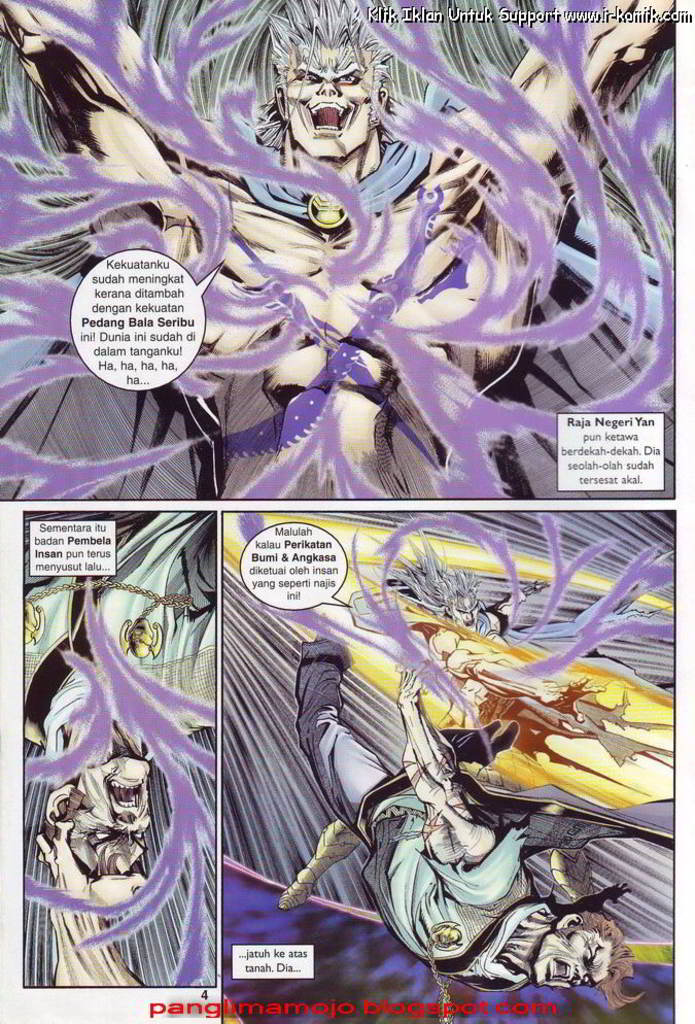 Klik Iklan Untuk Support www.i-komik.com
Kekuatanku
sudah meningkat
kerana ditambah
dengan kekuatan
Pedang Bala Seribu
ini! Dunia ini sudah di
dalam tanganku!
Ha, ha, ha, ha,
ha...
Raja Negeri Yan
pun ketawa
berdekah-dekah. Dia
seolah-olah sudah
tersesat akal.
Sementara itu
badan Pembela
Insan pun terus
menyusut lalu...
Malulah
kalau Perikatan
Bumi & Angkasa
diketuai oleh insan
yang seperti najis
ini!
...jatuh ke atas
tanah. Dia...
4
panglimamojo.blogspot.com